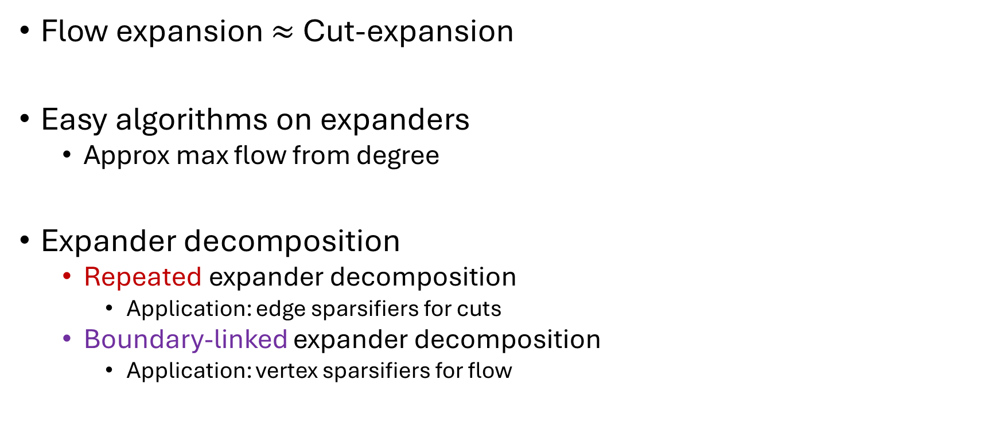 • Flow expansion ≈ Cut-expansion
• Easy algorithms on expanders
• Approx max flow from degree
• Expander decomposition
• Repeated expander decomposition
• Application: edge sparsifiers for cuts
• Boundary-linked expander decomposition
• Application: vertex sparsifiers for flow